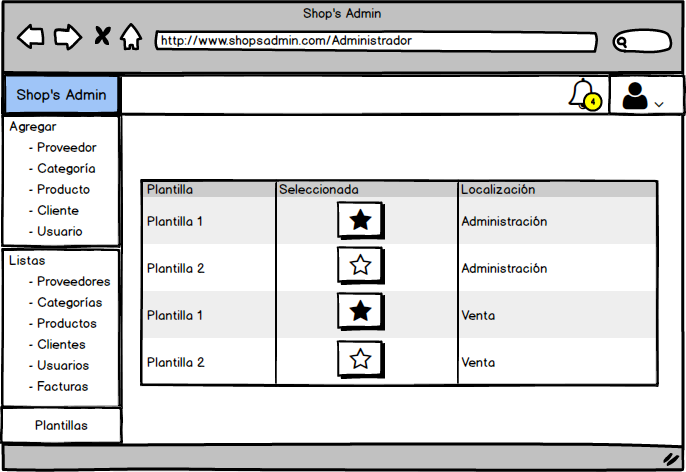 Shop's Admin
http://www.shopsadmin.com/Administrador
Shop's Admin
4
Agregar
- Proveedor
- Categoría
- Producto
- Cliente
- Usuario
Listas
- Proveedores
- Categorías
- Productos
- Clientes
- Usuarios
- Facturas
Plantillas
Plantilla Seleccionada Localización
Plantilla 1 Administración
Plantilla 2 Administración
Plantilla 1 Venta
Plantilla 2 Venta